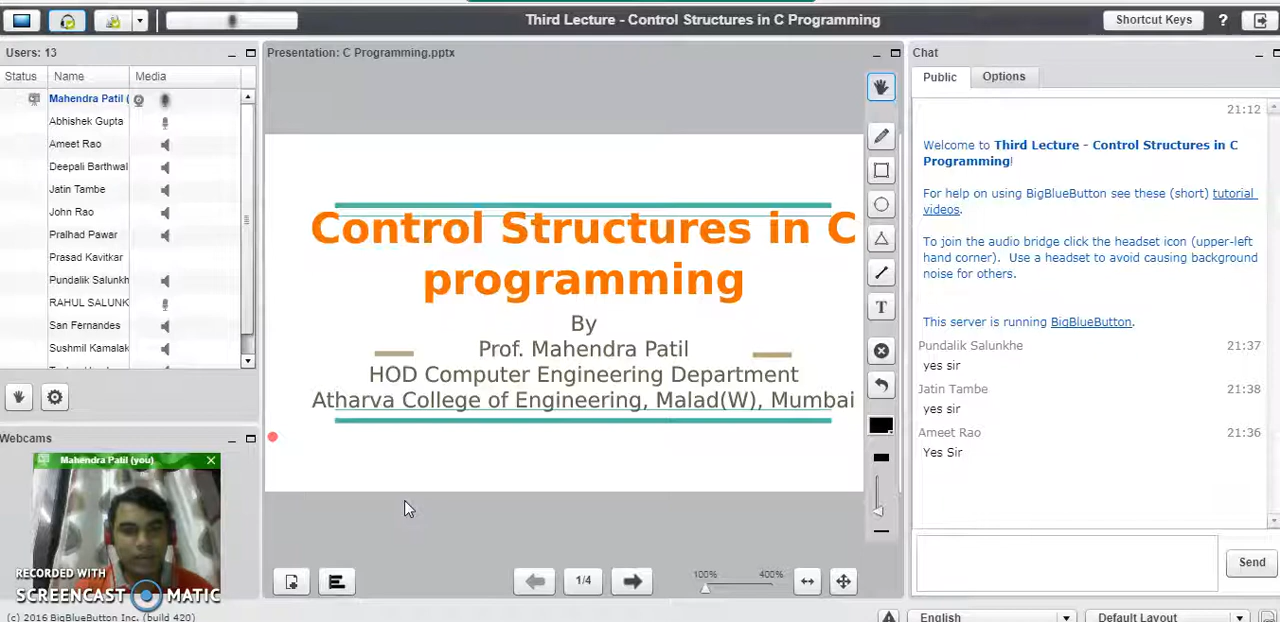 Third Lecture - Control Structures in C Programming
Shortcut Keys
?
Users: 13
Status Name Media
Mahendra Patil (
Abhishek Gupta
Ameet Rao
Deepali Barthwal
Jatin Tambe
John Rao
Pralhad Pawar
Prasad Kavitkar
Pundalik Salunkh
RAHUL SALUNK
San Fernandes
Sushmil Kamalak
Webcams
Mahendra Patil (you)
RECORDED WITH
SCREENCAST MATIC
(c) 2016 BigBlueButton Inc. (build 420)
Presentation: C Programming.pptx
Control Structures in C
programming
By
Prof. Mahendra Patil
HOD Computer Engineering Department
Atharva College of Engineering, Malad(W), Mumbai
T
1/4
100% 400%
Chat
Public Options
21:12
Welcome to Third Lecture - Control Structures in C
Programming!
For help on using BigBlueButton see these (short) tutorial
videos.
To join the audio bridge click the headset icon (upper-left
hand corner). Use a headset to avoid causing background
noise for others.
This server is running BigBlueButton.
Pundalik Salunkhe 21:37
yes sir
Jatin Tambe 21:38
yes sir
Ameet Rao 21:36
Yes Sir
Send
English
Default Layout